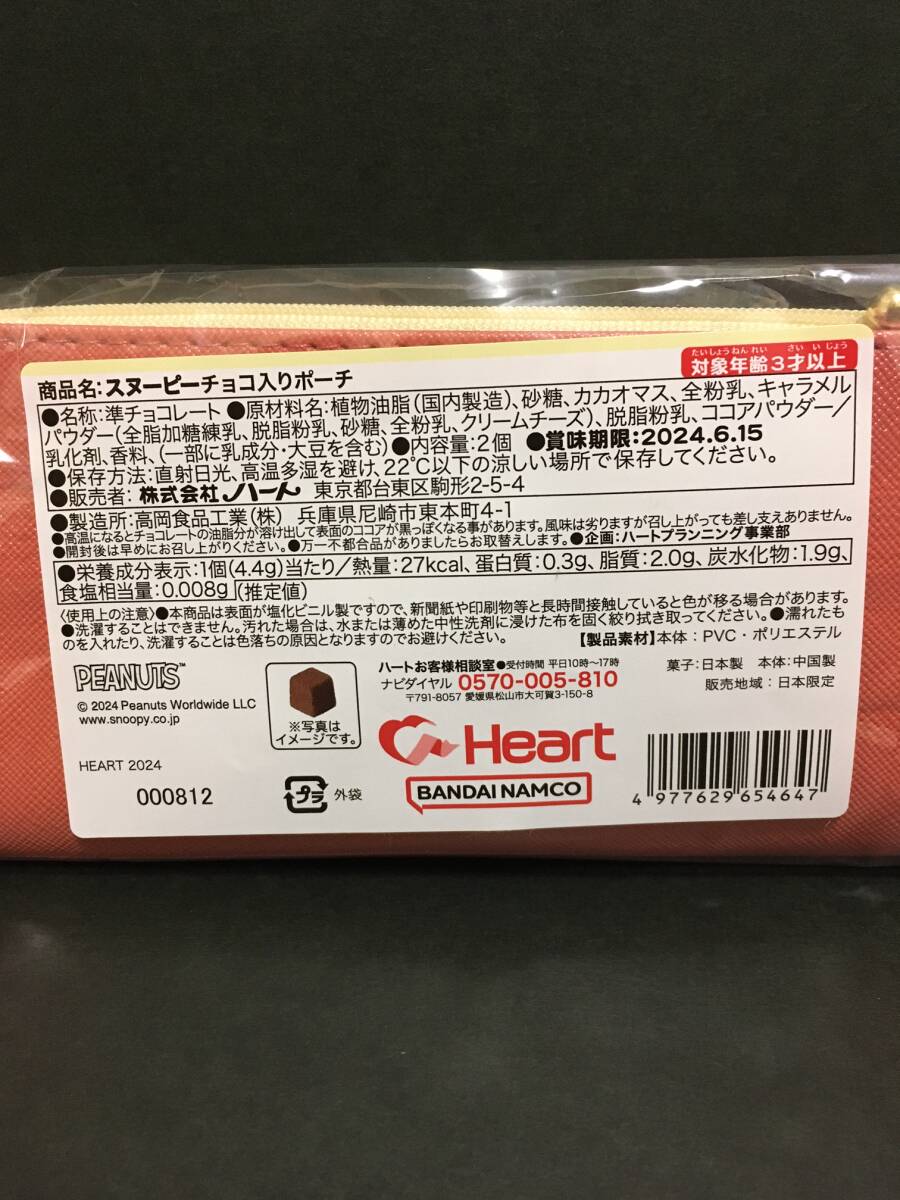 たいしょうねんれい さい いじょう
対象年齢3才以上
商品名:スヌーピーチョコ入りポーチ
●名称:準チョコレート ●原材料名:植物油脂(国内製造)、砂糖、カカオマス、全粉乳、キャラメル
パウダー(全脂加糖練乳、脱脂粉乳、砂糖、全粉乳、クリームチーズ)、脱脂粉乳、ココアパウダー/
乳化剤、香料、(一部に乳成分・大豆を含む) ●内容量:2個 ●賞味期限:2024.6.15
●保存方法:直射日光、高温多湿を避け、22℃以下の涼しい場所で保存してください。
●販売者:株式会社ハート 東京都台東区駒形2-5-4
●製造所:高岡食品工業(株) 兵庫県尼崎市東本町4-1
●高温になるとチョコレートの油脂分が溶け出して表面のココアが黒っぽくなる事があります。風味は劣りますが召し上がっても差し支えありません。
●開封後は早めにお召し上がりください。●万一不都合品がありましたらお取替えします。●企画:ハートプランニング事業部
●栄養成分表示:1個(4.4g)当たり/熱量:27kcal、蛋白質:0.3g、脂質:2.0g、炭水化物:1.9g、
食塩相当量:0.008g(推定値)
〈使用上の注意〉●本商品は表面が塩化ビニル製ですので、新聞紙や印刷物等と長時間接触していると色が移る場合があります。
●洗濯することはできません。汚れた場合は、水または薄めた中性洗剤に浸けた布を固く絞り拭き取ってください。●濡れたも
のを入れたり、洗濯することは色落ちの原因となりますのでお避けください。 【製品素材】本体:PVC・ポリエステル
PEANUTS™
© 2024 Peanuts Worldwide LLC
www.snoopy.co.jp
HEART 2024
000812
※写真は
イメージです。
プラ 外袋
ハートお客様相談室●受付時間 平日10時〜17時
ナビダイヤル 0570-005-810
〒791-8057 愛媛県松山市大可賀3-150-8
Heart
BANDAI NAMCO
菓子:日本製 本体:中国製
販売地域:日本限定
4 977629 654647